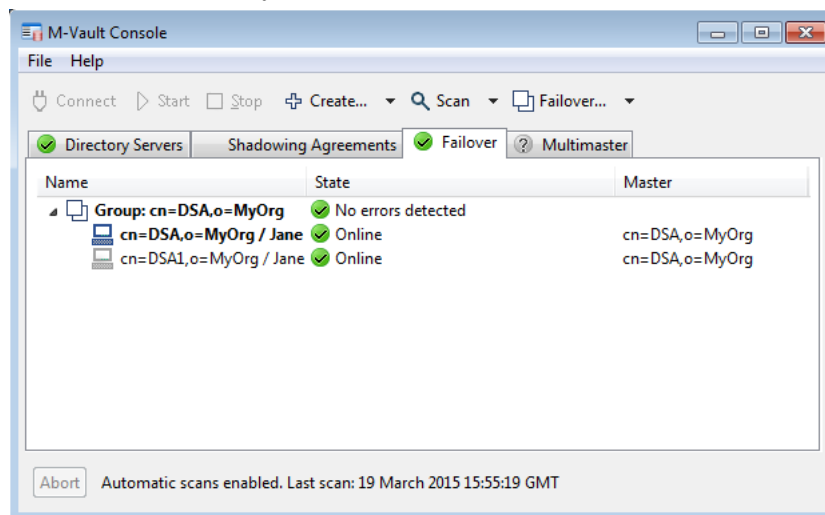 M-Vault Console
File Help
Connect Start Stop Create... Scan Failover...
Directory Servers Shadowing Agreements Failover Multimaster
Name State Master
Group: cn=DSA,o=MyOrg No errors detected
cn=DSA,o=MyOrg / Jane Online cn=DSA,o=MyOrg
cn=DSA1,o=MyOrg / Jane Online cn=DSA,o=MyOrg
Abort Automatic scans enabled. Last scan: 19 March 2015 15:55:19 GMT